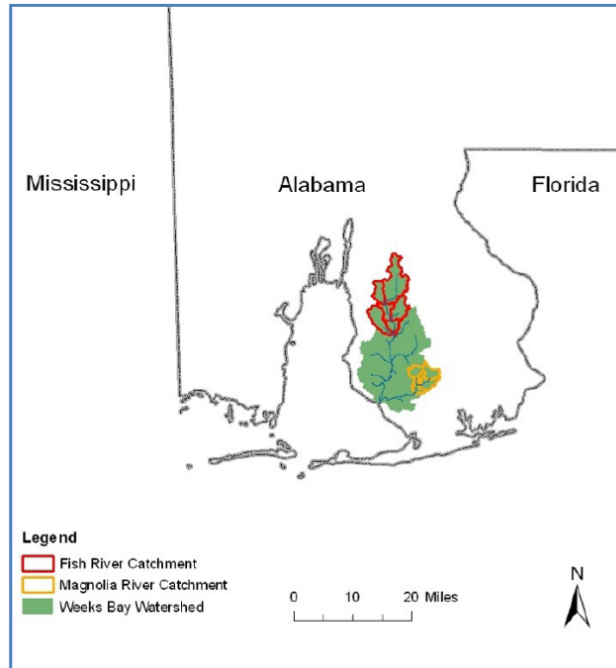 Mississippi
Alabama
Florida
Legend
Fish River Catchment
Magnolia River Catchment
Weeks Bay Watershed
0 10 20 Miles
N